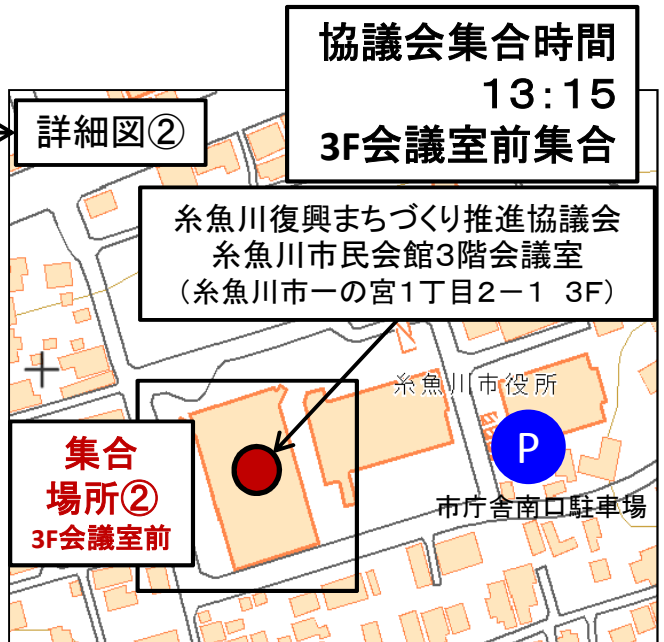 協議会集合時間
13:15
3F会議室前集合
詳細図②
糸魚川復興まちづくり推進協議会
糸魚川市民会館3階会議室
（糸魚川市一の宮1丁目2－1 3F）
糸魚川市役所
集合
場所②
3F会議室前
P
市庁舎南口駐車場